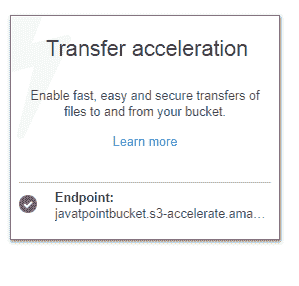 Transfer acceleration
Enable fast, easy and secure transfers of
files to and from your bucket.
Learn more
Endpoint:
javatpointbucket.s3-accelerate.ama…